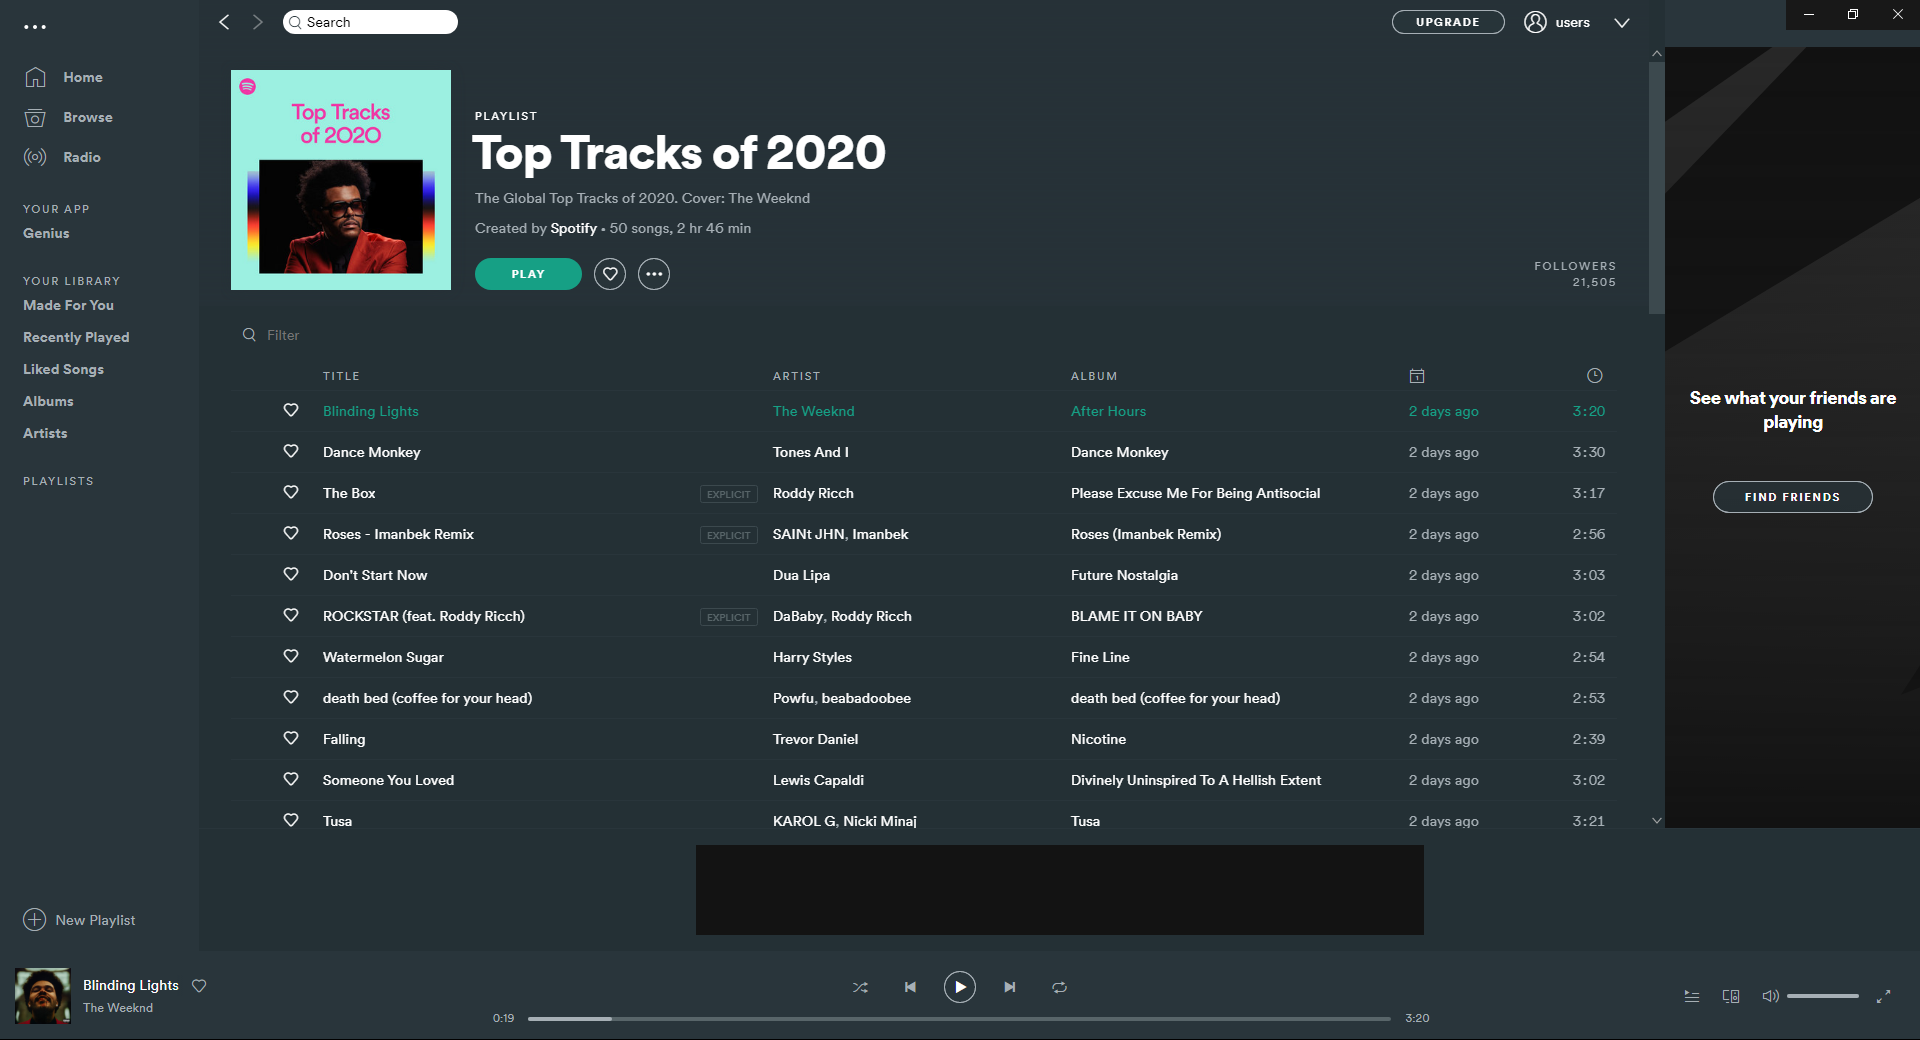 Search
UPGRADE
users
Home
Browse
Radio
YOUR APP
Genius
YOUR LIBRARY
Made For You
Recently Played
Liked Songs
Albums
Artists
PLAYLISTS
New Playlist
Top Tracks
of 2020
PLAYLIST
Top Tracks of 2020
The Global Top Tracks of 2020. Cover: The Weeknd
Created by Spotify • 50 songs, 2 hr 46 min
PLAY
FOLLOWERS
21,505
Filter
TITLE ARTIST ALBUM
Blinding Lights The Weeknd After Hours 2 days ago 3:20
Dance Monkey Tones And I Dance Monkey 2 days ago 3:30
The Box EXPLICIT Roddy Ricch Please Excuse Me For Being Antisocial 2 days ago 3:17
Roses - Imanbek Remix EXPLICIT SAINt JHN, Imanbek Roses (Imanbek Remix) 2 days ago 2:56
Don't Start Now Dua Lipa Future Nostalgia 2 days ago 3:03
ROCKSTAR (feat. Roddy Ricch) EXPLICIT DaBaby, Roddy Ricch BLAME IT ON BABY 2 days ago 3:02
Watermelon Sugar Harry Styles Fine Line 2 days ago 2:54
death bed (coffee for your head) Powfu, beabadoobee death bed (coffee for your head) 2 days ago 2:53
Falling Trevor Daniel Nicotine 2 days ago 2:39
Someone You Loved Lewis Capaldi Divinely Uninspired To A Hellish Extent 2 days ago 3:02
Tusa KAROL G, Nicki Minaj Tusa 2 days ago 3:21
See what your friends are
playing
FIND FRIENDS
Blinding Lights
The Weeknd
0:19
3:20